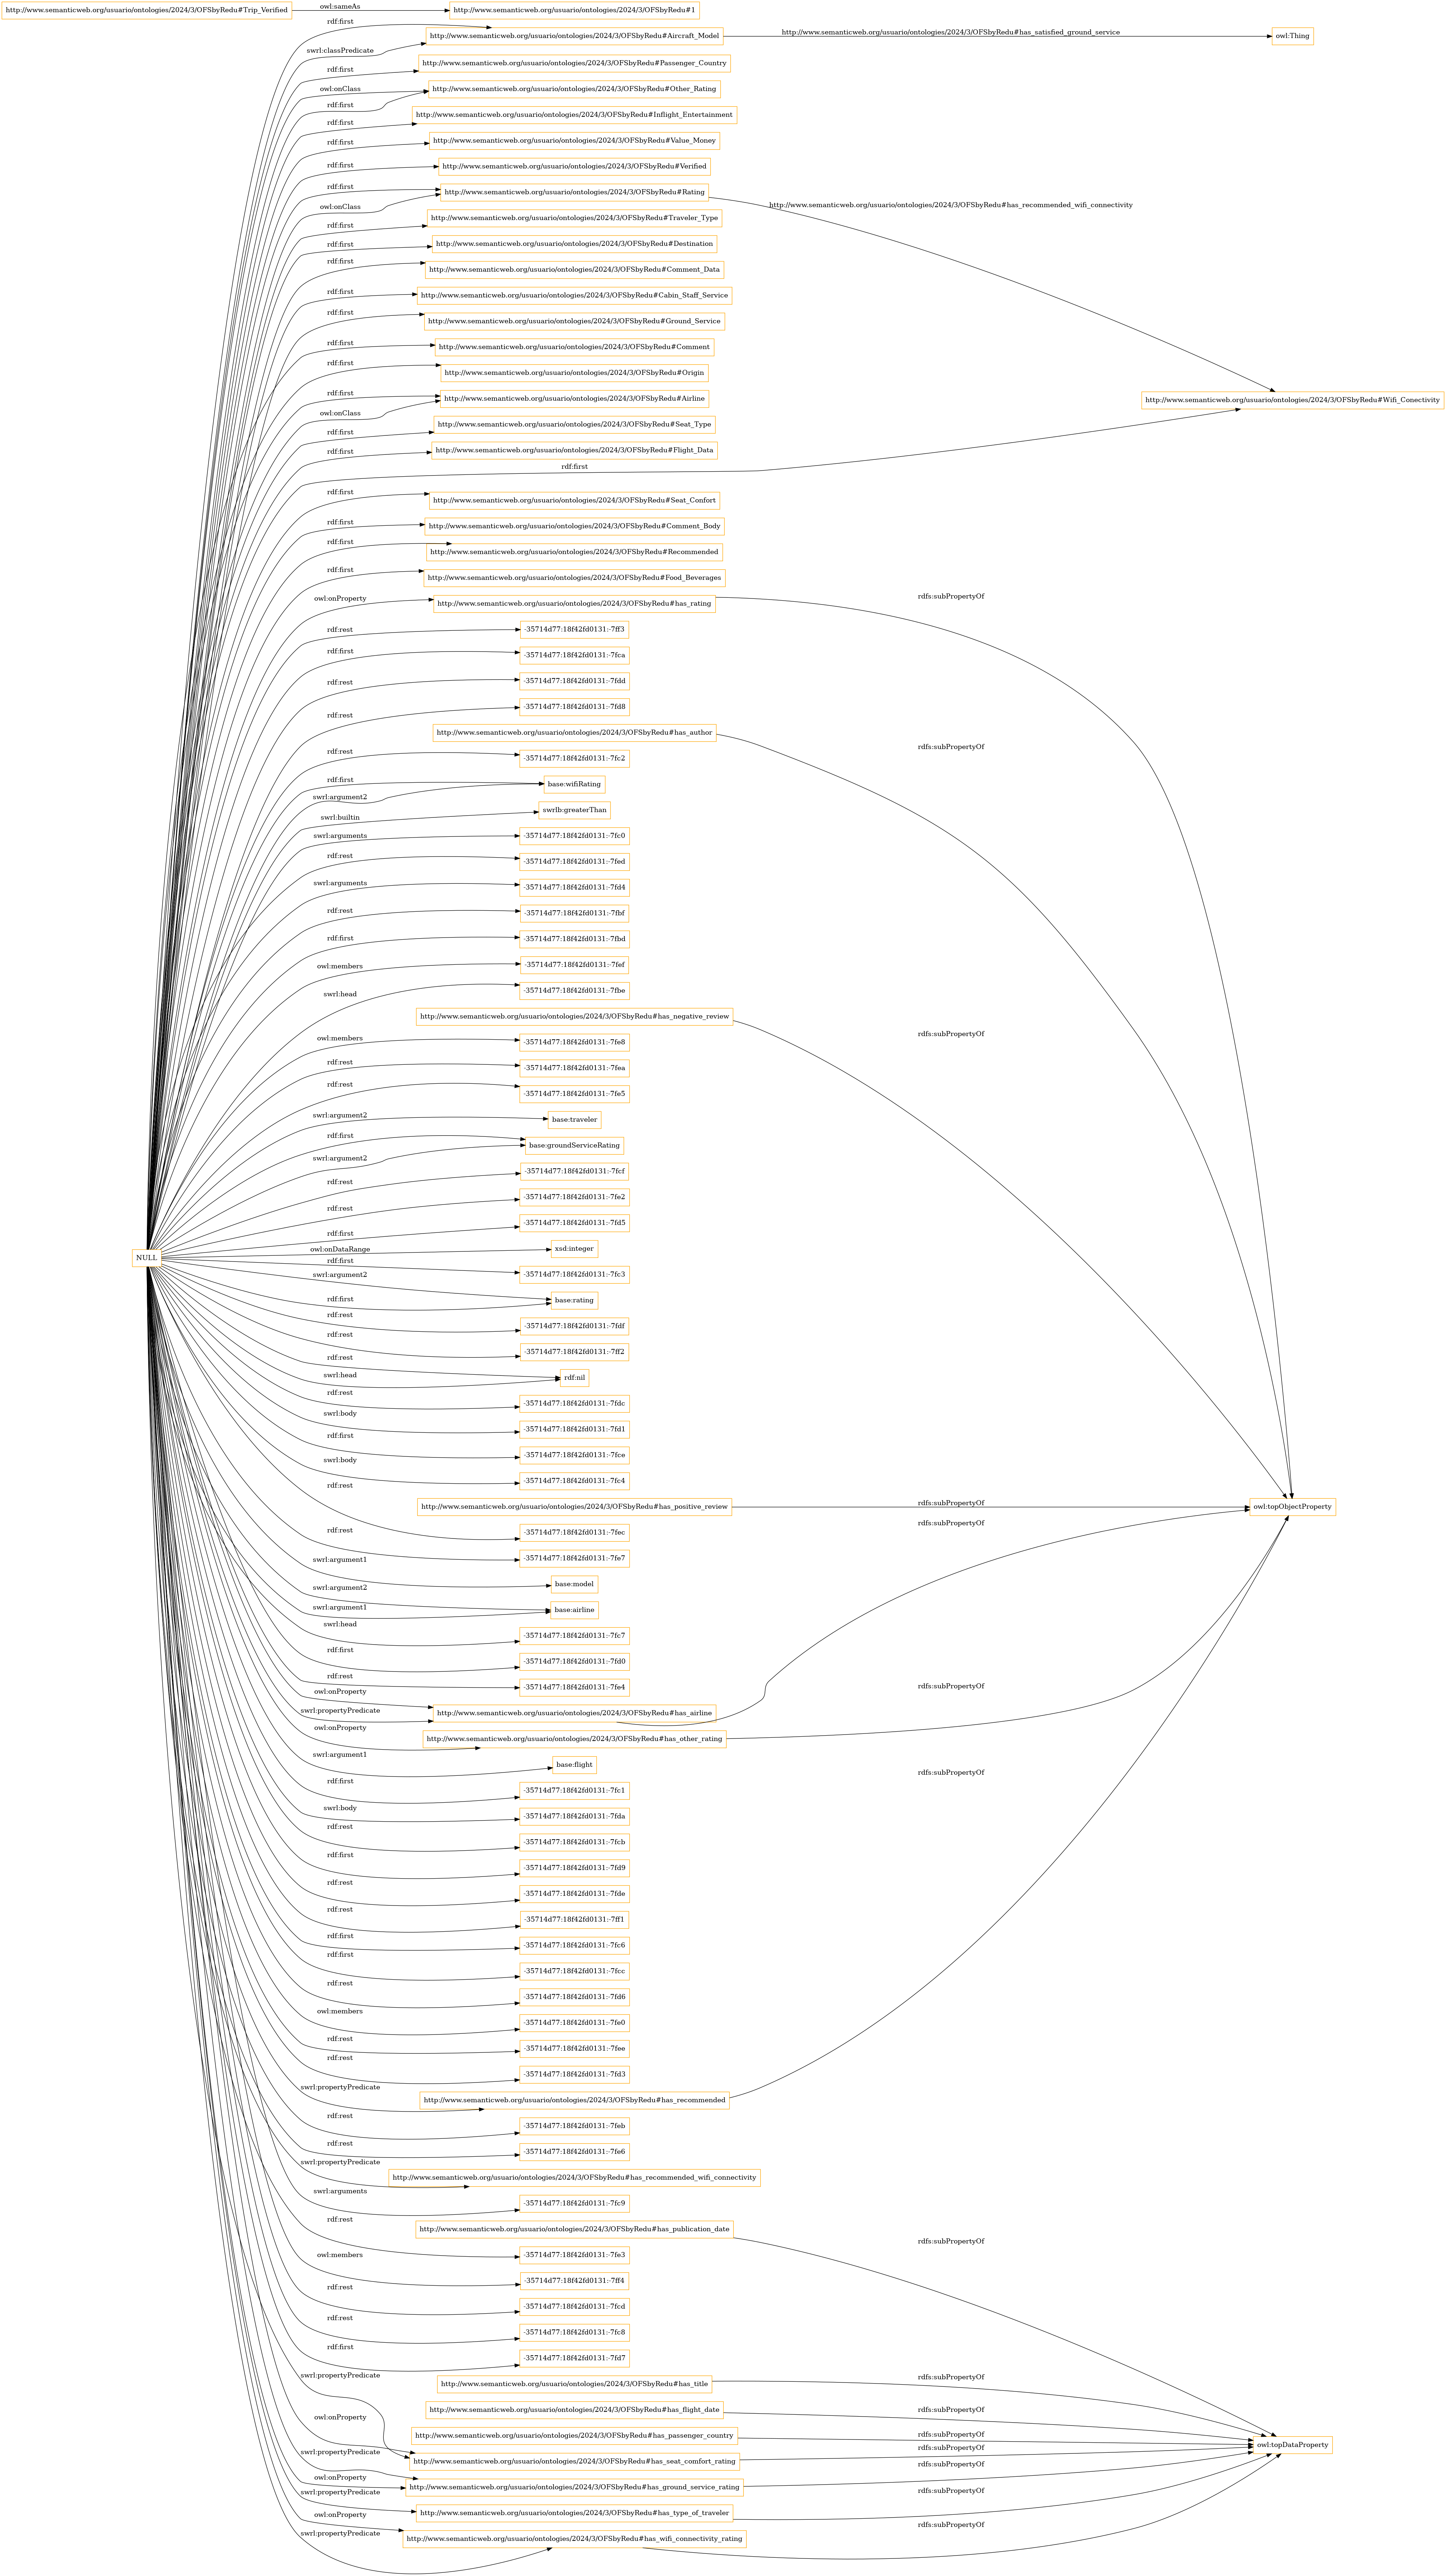 http://www.semanticweb.org/usuario/ontologies/2024/3/OFSbyRedu#Trip_Verified
owl:sameAs
http://www.semanticweb.org/usuario/ontologies/2024/3/OFSbyRedu#1
rdf:first
http://www.semanticweb.org/usuario/ontologies/2024/3/OFSbyRedu#Aircraft_Model
http://www.semanticweb.org/usuario/ontologies/2024/3/OFSbyRedu#has_satisfied_ground_service
owl:Thing
swrl:classPredicate
rdf:first
http://www.semanticweb.org/usuario/ontologies/2024/3/OFSbyRedu#Passenger_Country
owl:onClass
http://www.semanticweb.org/usuario/ontologies/2024/3/OFSbyRedu#Other_Rating
rdf:first
rdf:first
http://www.semanticweb.org/usuario/ontologies/2024/3/OFSbyRedu#Inflight_Entertainment
rdf:first
http://www.semanticweb.org/usuario/ontologies/2024/3/OFSbyRedu#Value_Money
rdf:first
http://www.semanticweb.org/usuario/ontologies/2024/3/OFSbyRedu#Verified
rdf:first
http://www.semanticweb.org/usuario/ontologies/2024/3/OFSbyRedu#Rating
http://www.semanticweb.org/usuario/ontologies/2024/3/OFSbyRedu#has_recommended_wifi_connectivity
owl:onClass
rdf:first
http://www.semanticweb.org/usuario/ontologies/2024/3/OFSbyRedu#Traveler_Type
rdf:first
http://www.semanticweb.org/usuario/ontologies/2024/3/OFSbyRedu#Destination
rdf:first
http://www.semanticweb.org/usuario/ontologies/2024/3/OFSbyRedu#Comment_Data
rdf:first
http://www.semanticweb.org/usuario/ontologies/2024/3/OFSbyRedu#Cabin_Staff_Service
rdf:first
http://www.semanticweb.org/usuario/ontologies/2024/3/OFSbyRedu#Ground_Service
rdf:first
http://www.semanticweb.org/usuario/ontologies/2024/3/OFSbyRedu#Comment
rdf:first
http://www.semanticweb.org/usuario/ontologies/2024/3/OFSbyRedu#Origin
rdf:first
http://www.semanticweb.org/usuario/ontologies/2024/3/OFSbyRedu#Airline
http://www.semanticweb.org/usuario/ontologies/2024/3/OFSbyRedu#Wifi_Conectivity
owl:onClass
rdf:first
http://www.semanticweb.org/usuario/ontologies/2024/3/OFSbyRedu#Seat_Type
rdf:first
http://www.semanticweb.org/usuario/ontologies/2024/3/OFSbyRedu#Flight_Data
rdf:first
rdf:first
http://www.semanticweb.org/usuario/ontologies/2024/3/OFSbyRedu#Seat_Confort
rdf:first
http://www.semanticweb.org/usuario/ontologies/2024/3/OFSbyRedu#Comment_Body
rdf:first
http://www.semanticweb.org/usuario/ontologies/2024/3/OFSbyRedu#Recommended
rdf:first
http://www.semanticweb.org/usuario/ontologies/2024/3/OFSbyRedu#Food_Beverages
owl:onProperty
http://www.semanticweb.org/usuario/ontologies/2024/3/OFSbyRedu#has_rating
rdfs:subPropertyOf
rdf:rest
-35714d77:18f42fd0131:-7ff3
rdf:first
-35714d77:18f42fd0131:-7fca
rdf:rest
-35714d77:18f42fd0131:-7fdd
rdf:rest
-35714d77:18f42fd0131:-7fd8
http://www.semanticweb.org/usuario/ontologies/2024/3/OFSbyRedu#has_author
rdfs:subPropertyOf
rdf:rest
-35714d77:18f42fd0131:-7fc2
rdf:first
base:wifiRating
swrl:argument2
swrl:builtin
swrlb:greaterThan
swrl:arguments
-35714d77:18f42fd0131:-7fc0
rdf:rest
-35714d77:18f42fd0131:-7fed
swrl:arguments
-35714d77:18f42fd0131:-7fd4
rdf:rest
-35714d77:18f42fd0131:-7fbf
rdf:first
-35714d77:18f42fd0131:-7fbd
owl:members
-35714d77:18f42fd0131:-7fef
swrl:head
-35714d77:18f42fd0131:-7fbe
http://www.semanticweb.org/usuario/ontologies/2024/3/OFSbyRedu#has_negative_review
rdfs:subPropertyOf
owl:members
-35714d77:18f42fd0131:-7fe8
rdf:rest
-35714d77:18f42fd0131:-7fea
rdf:rest
-35714d77:18f42fd0131:-7fe5
swrl:argument2
base:traveler
rdf:first
base:groundServiceRating
swrl:argument2
rdf:rest
-35714d77:18f42fd0131:-7fcf
rdf:rest
-35714d77:18f42fd0131:-7fe2
rdf:first
-35714d77:18f42fd0131:-7fd5
NULL
owl:onDataRange
xsd:integer
rdf:first
-35714d77:18f42fd0131:-7fc3
swrl:argument2
base:rating
rdf:first
rdf:rest
-35714d77:18f42fd0131:-7fdf
rdf:rest
-35714d77:18f42fd0131:-7ff2
rdf:rest
rdf:nil
swrl:head
rdf:rest
-35714d77:18f42fd0131:-7fdc
swrl:body
-35714d77:18f42fd0131:-7fd1
rdf:first
-35714d77:18f42fd0131:-7fce
swrl:body
-35714d77:18f42fd0131:-7fc4
rdf:rest
http://www.semanticweb.org/usuario/ontologies/2024/3/OFSbyRedu#has_positive_review
rdfs:subPropertyOf
owl:topObjectProperty
rdfs:subPropertyOf
-35714d77:18f42fd0131:-7fec
rdf:rest
-35714d77:18f42fd0131:-7fe7
swrl:argument1
base:model
swrl:argument2
base:airline
swrl:argument1
swrl:head
-35714d77:18f42fd0131:-7fc7
rdf:first
-35714d77:18f42fd0131:-7fd0
rdf:rest
-35714d77:18f42fd0131:-7fe4
rdfs:subPropertyOf
owl:onProperty
http://www.semanticweb.org/usuario/ontologies/2024/3/OFSbyRedu#has_airline
swrl:propertyPredicate
owl:onProperty
http://www.semanticweb.org/usuario/ontologies/2024/3/OFSbyRedu#has_other_rating
swrl:argument1
base:flight
rdfs:subPropertyOf
rdf:first
-35714d77:18f42fd0131:-7fc1
swrl:body
-35714d77:18f42fd0131:-7fda
rdf:rest
-35714d77:18f42fd0131:-7fcb
rdf:first
-35714d77:18f42fd0131:-7fd9
rdf:rest
-35714d77:18f42fd0131:-7fde
rdf:rest
-35714d77:18f42fd0131:-7ff1
rdf:first
-35714d77:18f42fd0131:-7fc6
rdf:first
-35714d77:18f42fd0131:-7fcc
rdf:rest
-35714d77:18f42fd0131:-7fd6
owl:members
-35714d77:18f42fd0131:-7fe0
rdf:rest
-35714d77:18f42fd0131:-7fee
rdf:rest
-35714d77:18f42fd0131:-7fd3
swrl:propertyPredicate
http://www.semanticweb.org/usuario/ontologies/2024/3/OFSbyRedu#has_recommended
rdf:rest
-35714d77:18f42fd0131:-7feb
rdf:rest
-35714d77:18f42fd0131:-7fe6
swrl:propertyPredicate
http://www.semanticweb.org/usuario/ontologies/2024/3/OFSbyRedu#has_recommended_wifi_connectivity
swrl:arguments
-35714d77:18f42fd0131:-7fc9
rdf:rest
http://www.semanticweb.org/usuario/ontologies/2024/3/OFSbyRedu#has_publication_date
rdfs:subPropertyOf
-35714d77:18f42fd0131:-7fe3
owl:members
-35714d77:18f42fd0131:-7ff4
rdf:rest
-35714d77:18f42fd0131:-7fcd
rdf:rest
-35714d77:18f42fd0131:-7fc8
rdf:first
-35714d77:18f42fd0131:-7fd7
swrl:propertyPredicate
http://www.semanticweb.org/usuario/ontologies/2024/3/OFSbyRedu#has_title
rdfs:subPropertyOf
http://www.semanticweb.org/usuario/ontologies/2024/3/OFSbyRedu#has_flight_date
rdfs:subPropertyOf
owl:onProperty
http://www.semanticweb.org/usuario/ontologies/2024/3/OFSbyRedu#has_passenger_country
rdfs:subPropertyOf
owl:topDataProperty
swrl:propertyPredicate
http://www.semanticweb.org/usuario/ontologies/2024/3/OFSbyRedu#has_seat_comfort_rating
rdfs:subPropertyOf
owl:onProperty
http://www.semanticweb.org/usuario/ontologies/2024/3/OFSbyRedu#has_ground_service_rating
rdfs:subPropertyOf
swrl:propertyPredicate
http://www.semanticweb.org/usuario/ontologies/2024/3/OFSbyRedu#has_type_of_traveler
rdfs:subPropertyOf
owl:onProperty
http://www.semanticweb.org/usuario/ontologies/2024/3/OFSbyRedu#has_wifi_connectivity_rating
rdfs:subPropertyOf
swrl:propertyPredicate